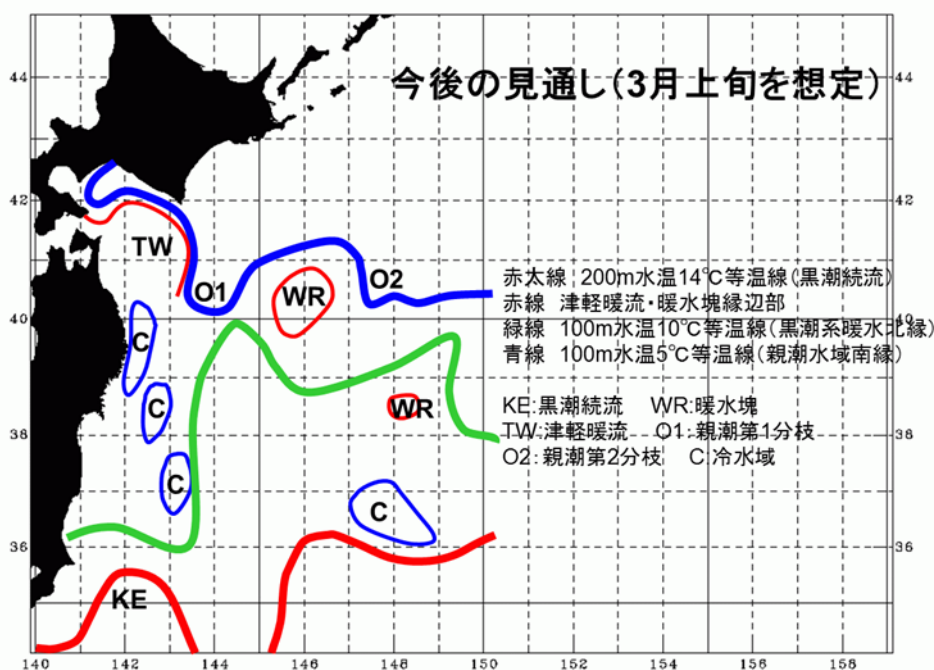 今後の見通し(3月上旬を想定)
44
44
42
42
TW
O1
WR
O2
赤太線 200m水温14℃等温線(黒潮続流)
赤線 津軽暖流・暖水塊縁辺部
40
40
緑線 100m水温10℃等温線(黒潮系暖水北縁)
C
青線 100m水温5℃等温線(親潮水域南縁)
C
WR
KE:黒潮続流 WR:暖水塊
38
38
TW:津軽暖流 O1:親潮第1分枝
O2:親潮第2分枝 C:冷水域
C
C
36
36
KE
140 142 144 146 148 150 152 154 156 158